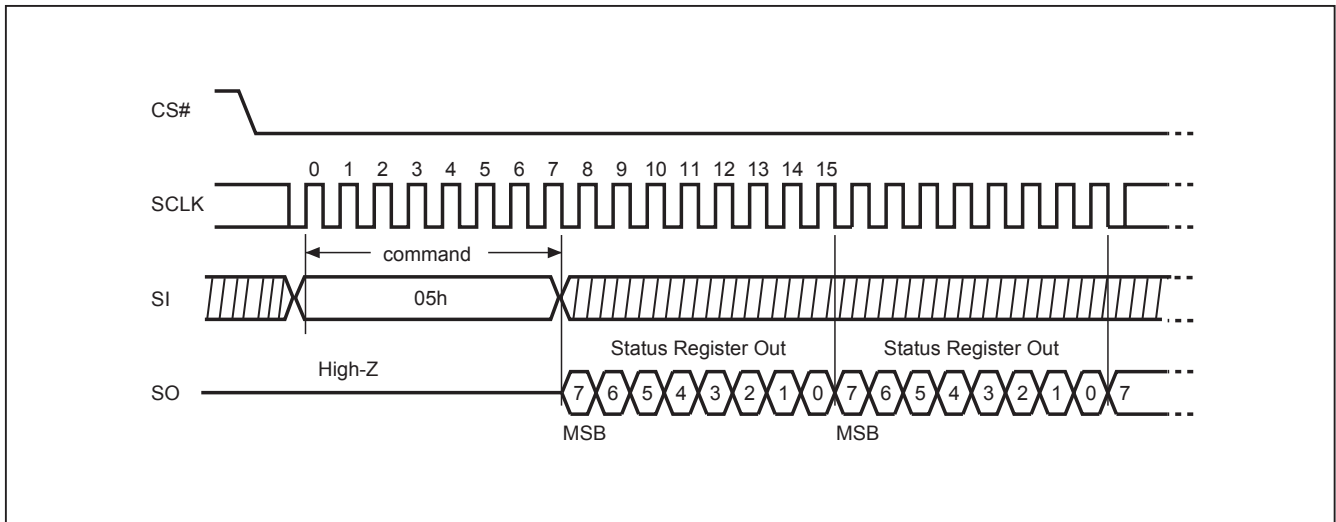 CS#
0 1 2 3 4 5 6 7 8 9 10 11 12 13 14 15
SCLK
command
SI
05h
Status Register Out Status Register Out
High-Z
SO
7 6 5 4 3 2 1 0 7 6 5 4 3 2 1 0 7
MSB MSB